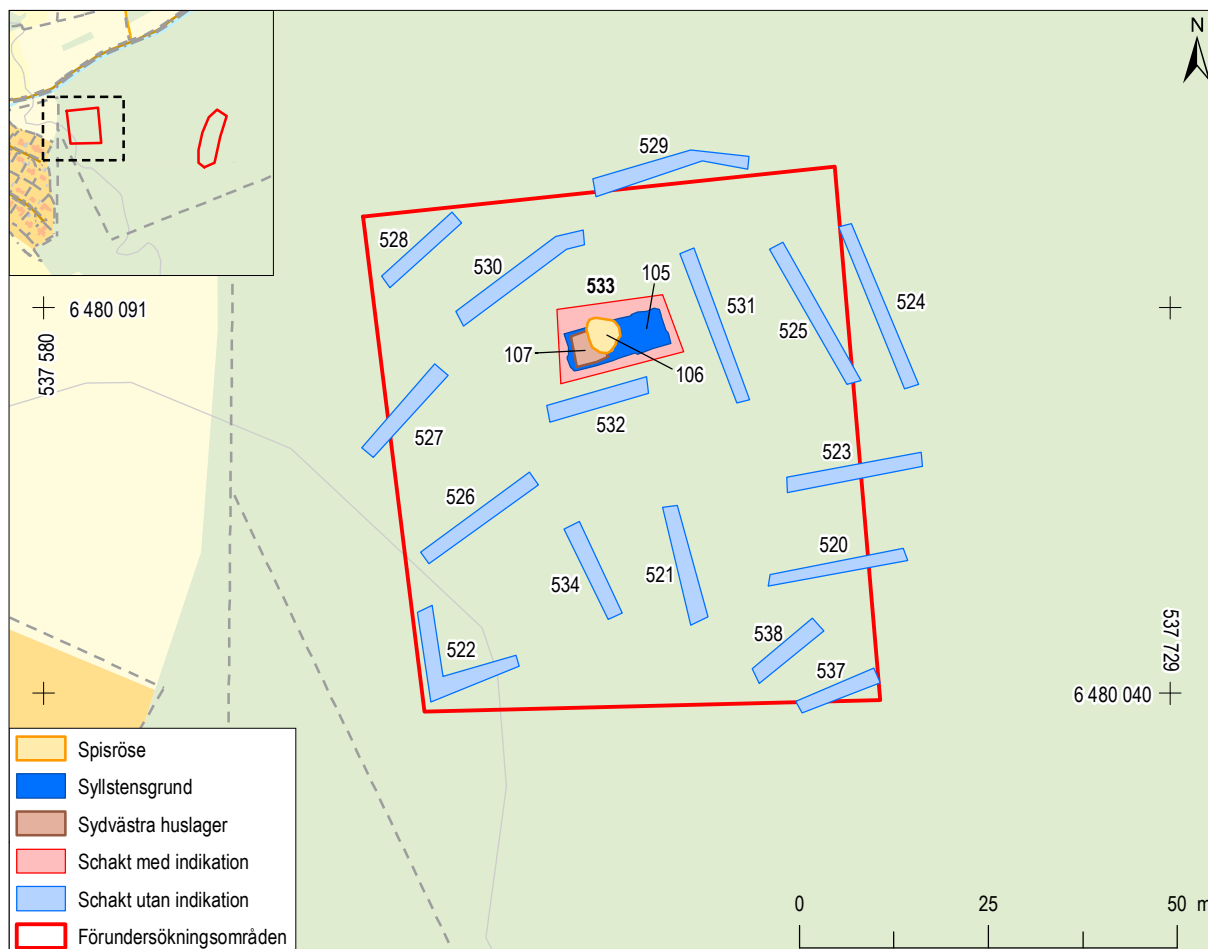 N
529
528
530
533
105
531
525
524
6 480 091
537 580
107
106
532
527
523
526
534
521
520
538
522
537
537 729
6 480 040
Spisröse
Syllstensgrund
Sydvästra huslager
Schakt med indikation
Schakt utan indikation
Förundersökningsområden
0 25 50 m